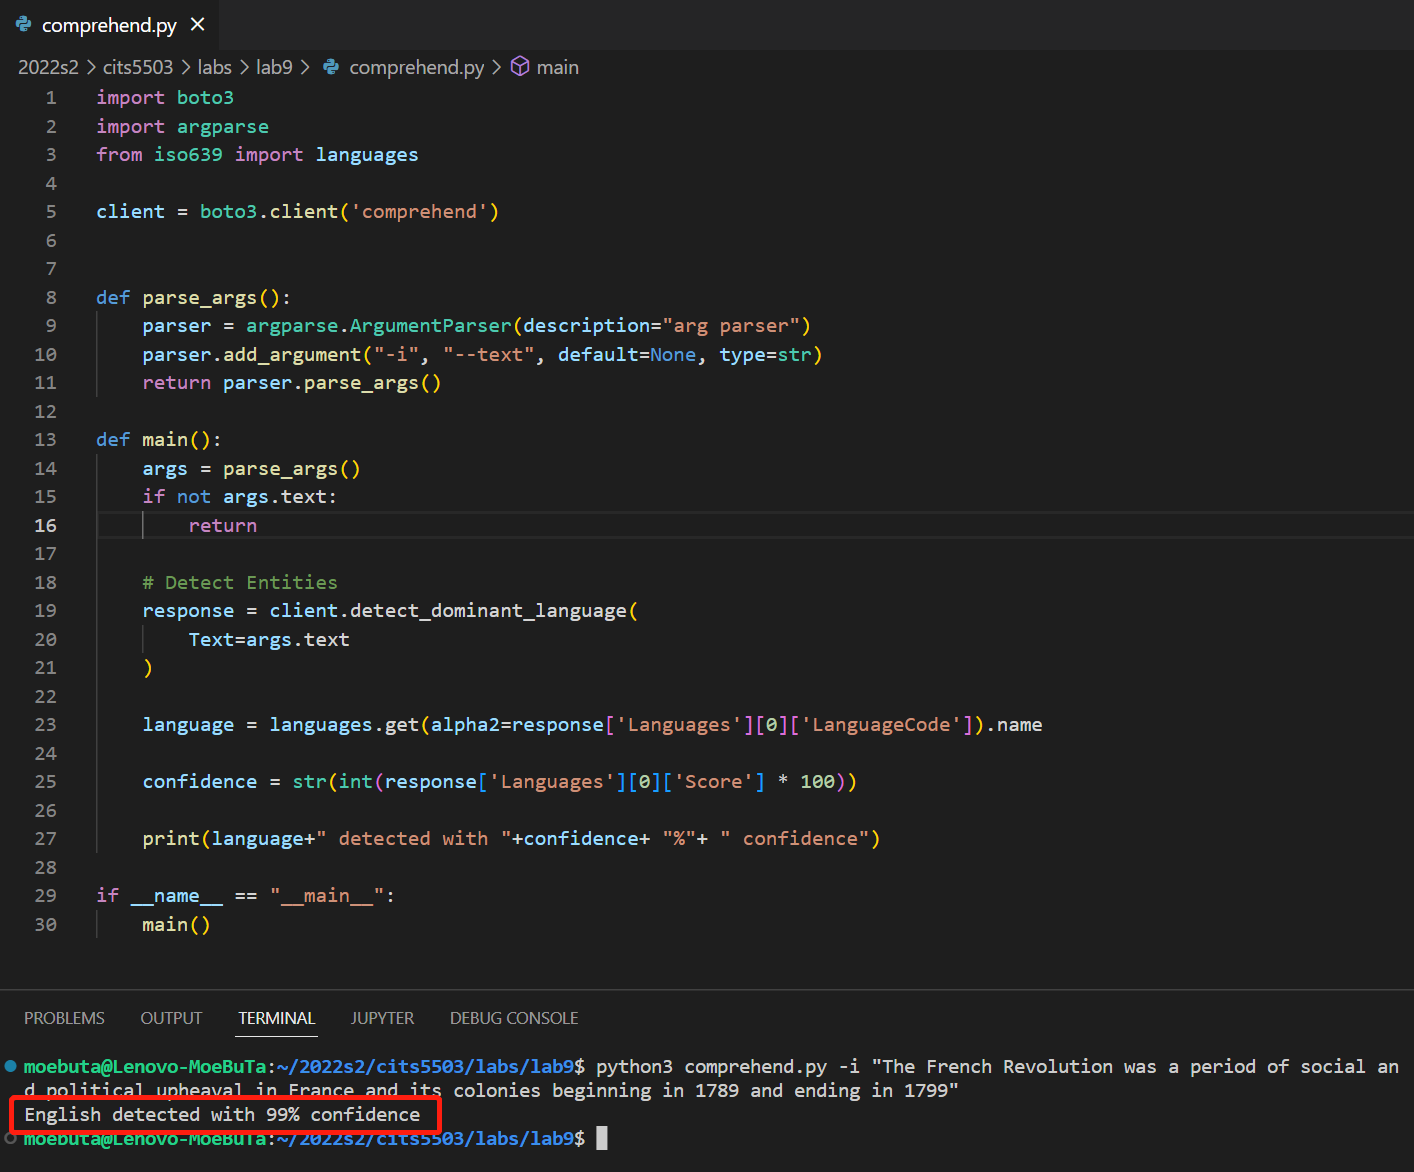 comprehend.py
2022s2 > cits5503 > labs > lab9 > comprehend.py > main
1 import boto3
2 import argparse
3 from iso639 import languages
4
5 client = boto3.client('comprehend')
6
7
8 def parse_args():
9     parser = argparse.ArgumentParser(description="arg parser")
10     parser.add_argument("-i", "--text", default=None, type=str)
11     return parser.parse_args()
12
13 def main():
14     args = parse_args()
15     if not args.text:
16         return
17
18     # Detect Entities
19     response = client.detect_dominant_language(
20         Text=args.text
21     )
22
23     language = languages.get(alpha2=response['Languages'][0]['LanguageCode']).name
24
25     confidence = str(int(response['Languages'][0]['Score'] * 100))
26
27     print(language+" detected with "+confidence+ "%"+ " confidence")
28
29 if __name__ == "__main__":
30     main()
PROBLEMS OUTPUT TERMINAL JUPYTER DEBUG CONSOLE
moebuta@Lenovo-MoeBuTa:~/2022s2/cits5503/labs/lab9$ python3 comprehend.py -i "The French Revolution was a period of social an
d political upheaval in France and its colonies beginning in 1789 and ending in 1799"
English detected with 99% confidence
moebuta@Lenovo-MoeBuTa:~/2022s2/cits5503/labs/lab9$